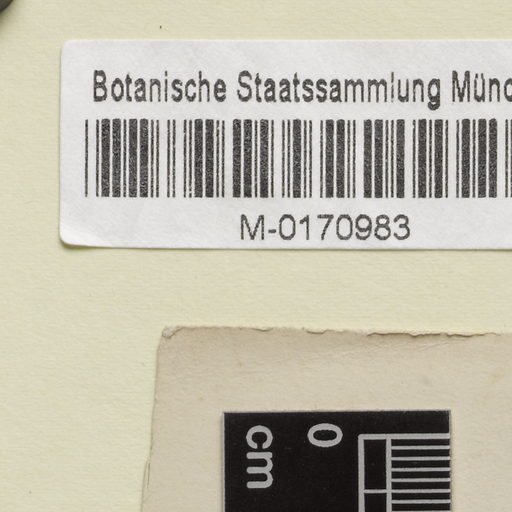 Botanische Staatssammlung Münc
M-0170983
0
cm